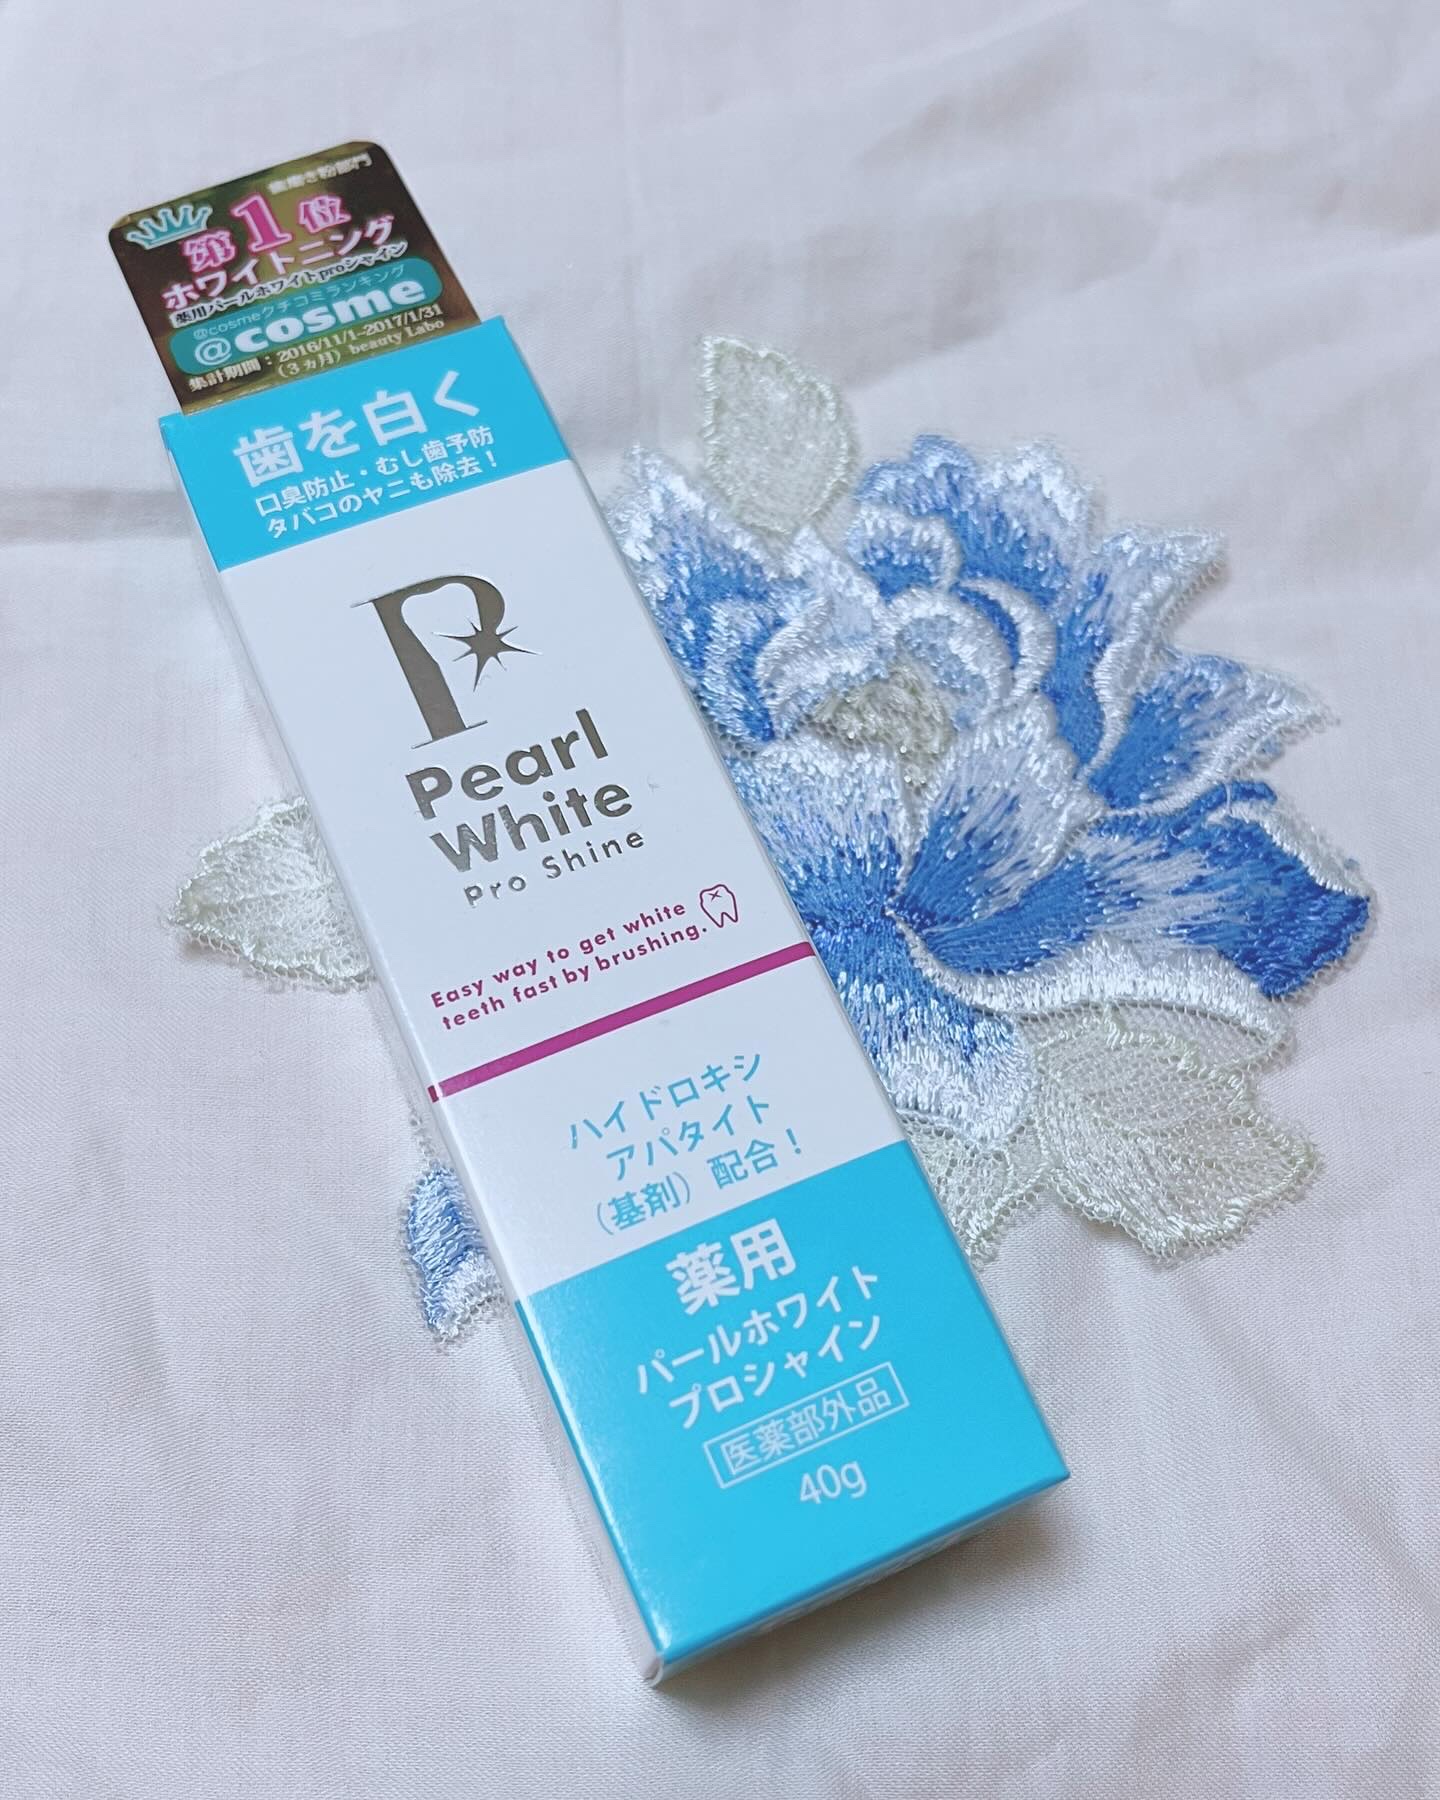 歯磨き粉部門
第1位
ホワイトニング
薬用パールホワイトproシャイン
@cosmeクチコミランキング
@cosme
集計期間：2016/11/1~2017/1/31
（3ヵ月）beauty Labo
歯を白く
口臭防止・むし歯予防
タバコのヤニも除去！
P
Pearl
White
Pro Shine
Easy way to get white
teeth fast by brushing.
ハイドロキシ
アパタイト
（基剤）配合！
薬用
パールホワイト
プロシャイン
医薬部外品
40g